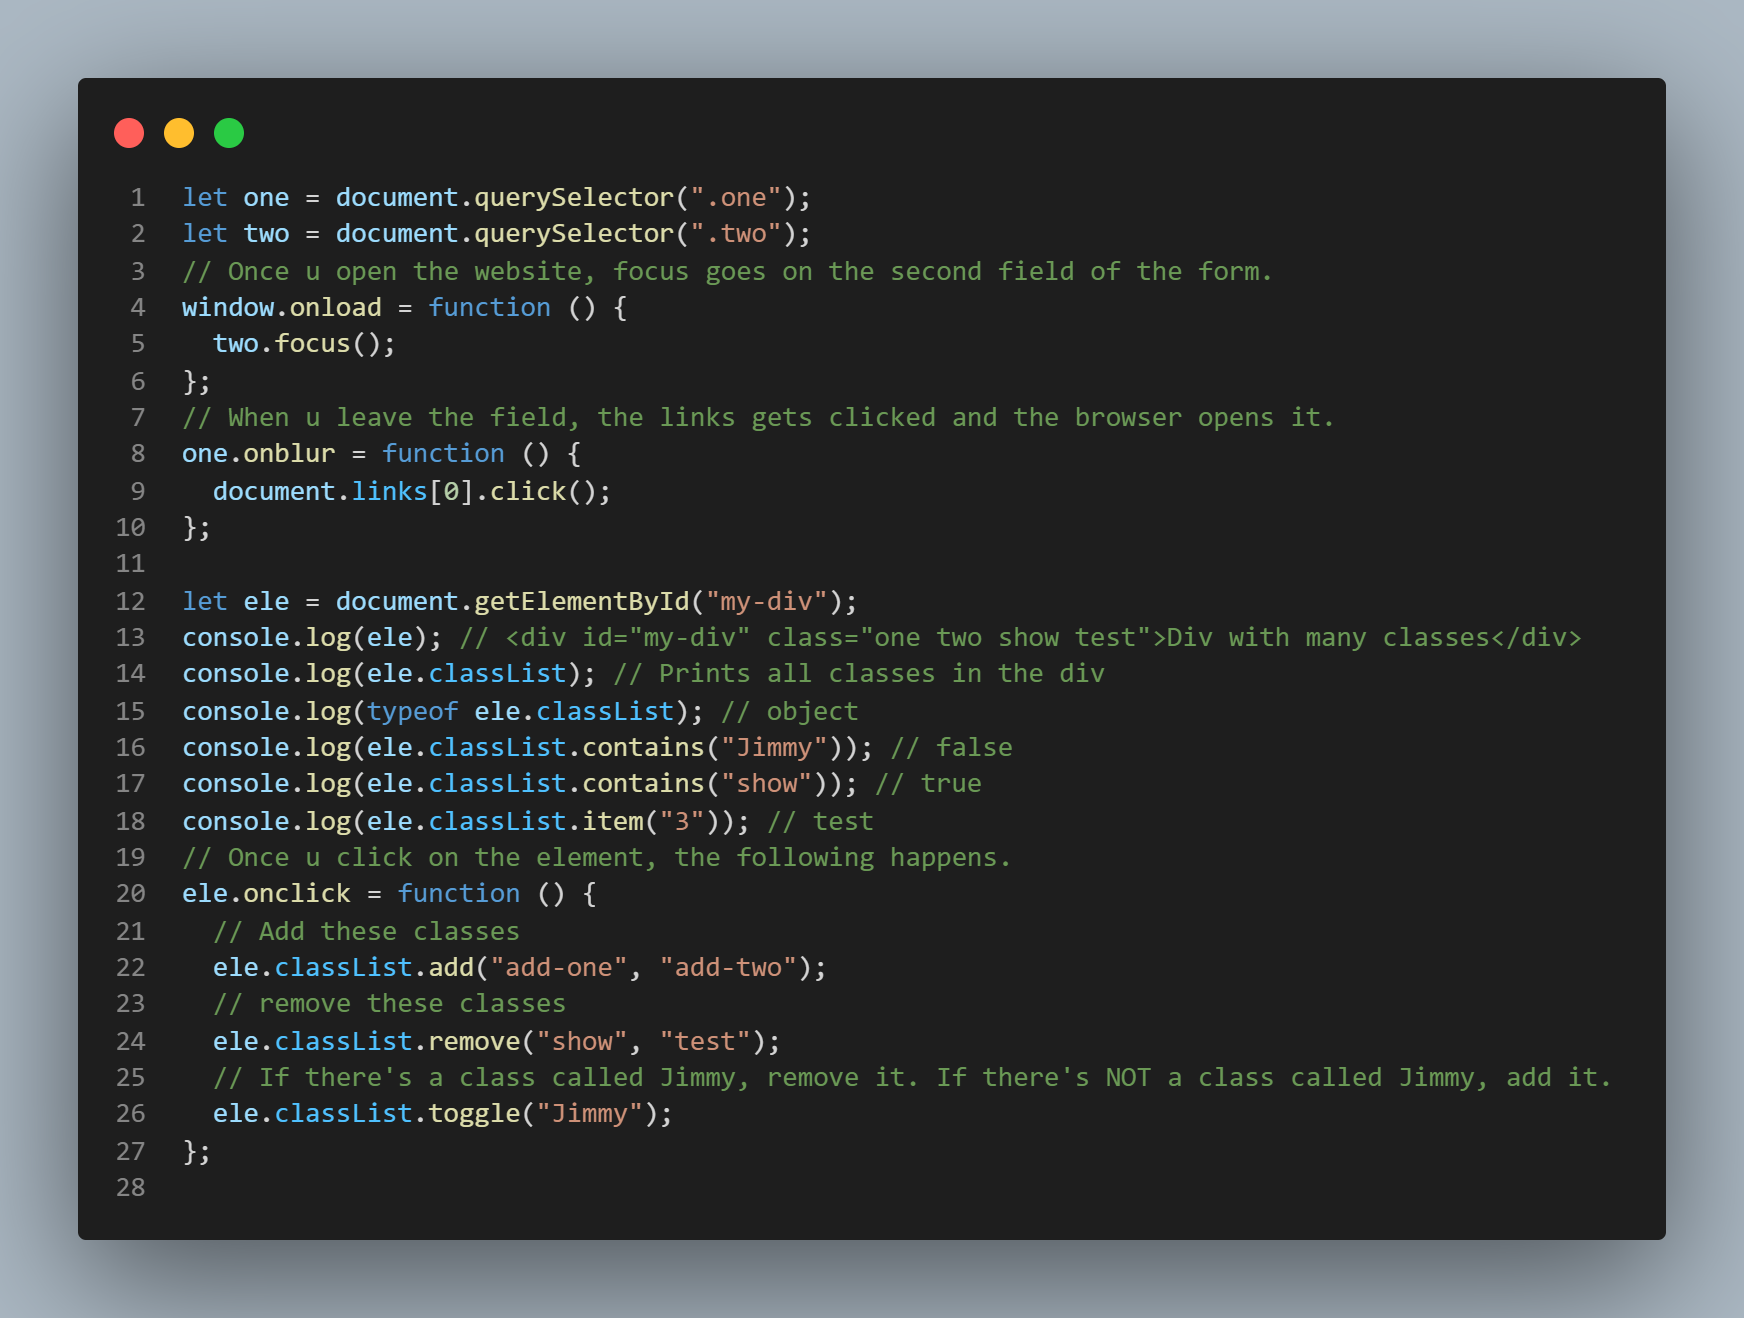 1 let one = document.querySelector(".one");
2 let two = document.querySelector(".two");
3 // Once u open the website, focus goes on the second field of the form.
4 window.onload = function () {
5   two.focus();
6 };
7 // When u leave the field, the links gets clicked and the browser opens it.
8 one.onblur = function () {
9   document.links[0].click();
10 };
11
12 let ele = document.getElementById("my-div");
13 console.log(ele); // <div id="my-div" class="one two show test">Div with many classes</div>
14 console.log(ele.classList); // Prints all classes in the div
15 console.log(typeof ele.classList); // object
16 console.log(ele.classList.contains("Jimmy")); // false
17 console.log(ele.classList.contains("show")); // true
18 console.log(ele.classList.item("3")); // test
19 // Once u click on the element, the following happens.
20 ele.onclick = function () {
21   // Add these classes
22   ele.classList.add("add-one", "add-two");
23   // remove these classes
24   ele.classList.remove("show", "test");
25   // If there's a class called Jimmy, remove it. If there's NOT a class called Jimmy, add it.
26   ele.classList.toggle("Jimmy");
27 };
28